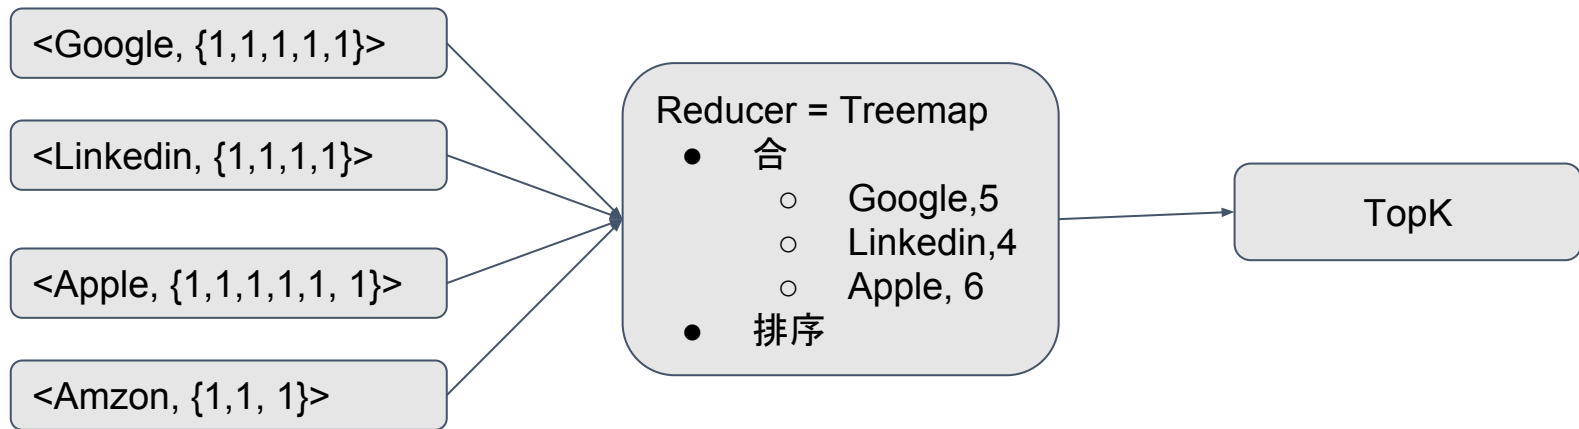 <Google, {1,1,1,1,1}>
<Linkedin, {1,1,1,1}>
<Apple, {1,1,1,1,1, 1}>
<Amzon, {1,1, 1}>
Reducer = Treemap
● 合
○ Google,5
○ Linkedin,4
○ Apple, 6
● 排序
TopK